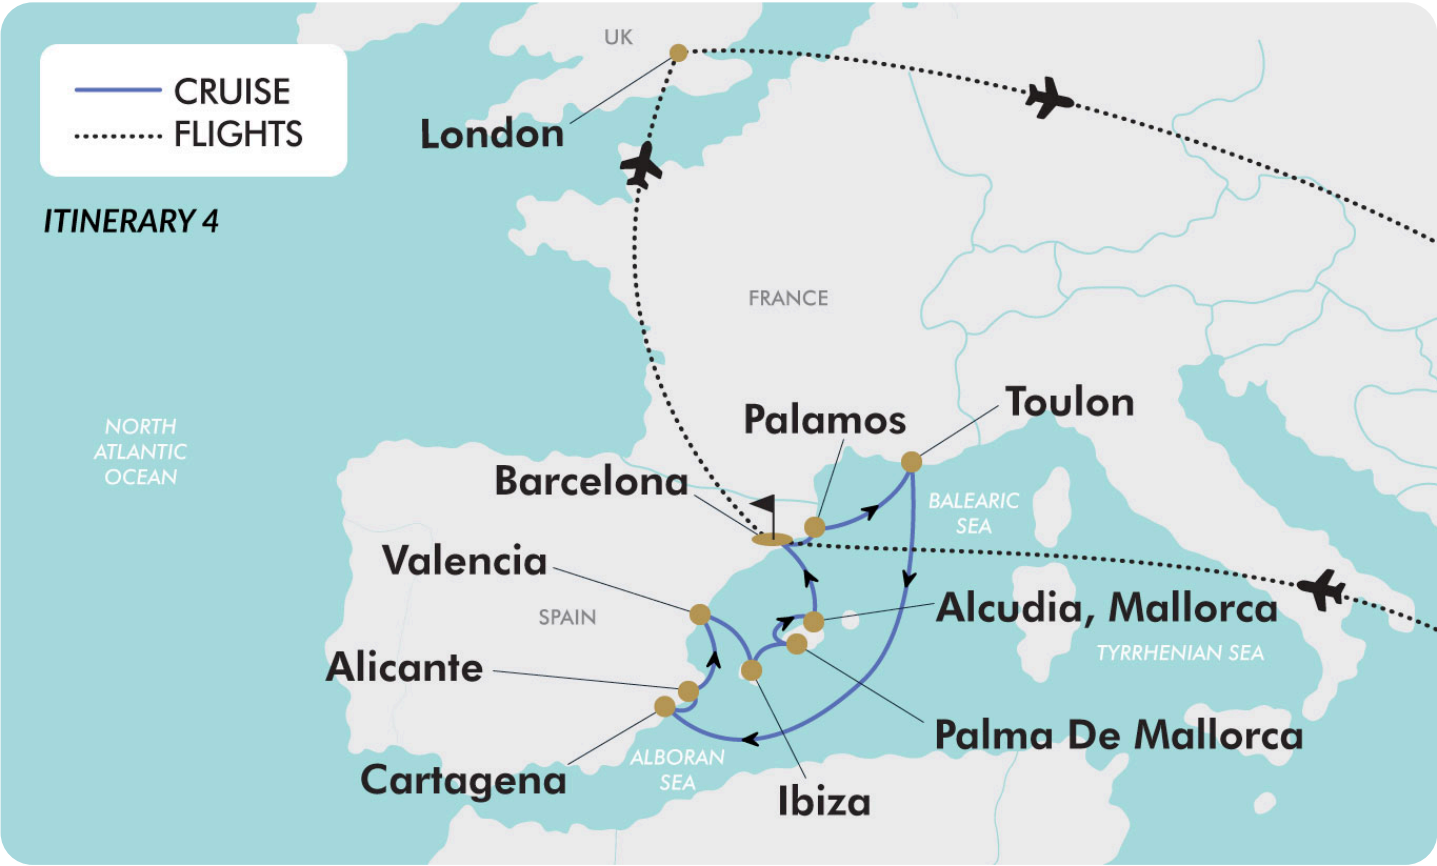 UK
CRUISE
FLIGHTS
London
ITINERARY 4
FRANCE
NORTH
ATLANTIC
OCEAN
Toulon
Palamos
Barcelona
BALEARIC
SEA
Valencia
SPAIN
Alcudia, Mallorca
TYRRHENIAN SEA
Alicante
Palma De Mallorca
Cartagena
ALBORAN
SEA
Ibiza